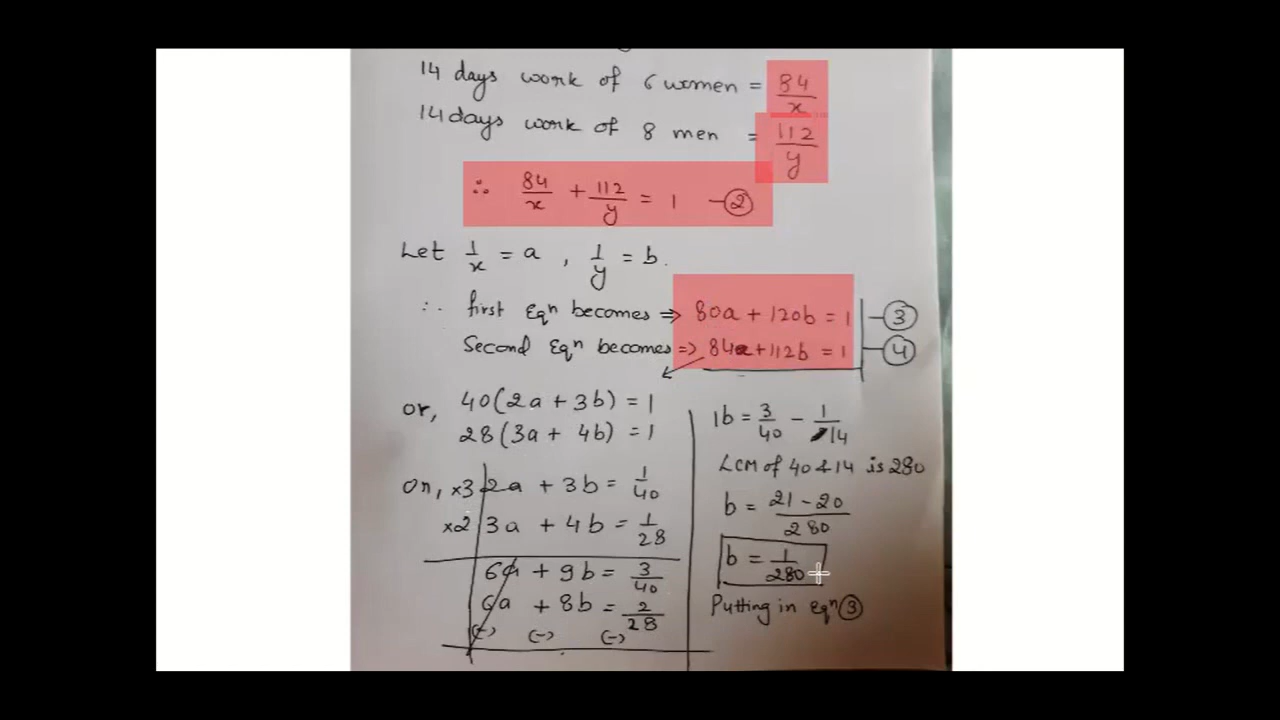 14 days work of 6 women = 84/x
14 days work of 8 men = 112/y
∴ 84/x + 112/y = 1 —②
Let 1/x = a , 1/y = b.
∴ first Eqⁿ becomes ⇒ 80a + 120b = 1 —③
Second Eqⁿ becomes ⇒ 84a + 112b = 1 —④
or, 40(2a + 3b) = 1
28(3a + 4b) = 1
or, ×3 2a + 3b = 1/40
×2 3a + 4b = 1/28
6a + 9b = 3/40
6a + 8b = 2/28
(-) (-) (-)
1b = 3/40 - 1/14
LCM of 40 & 14 is 280
b = 21 - 20/280
b = 1/280
Putting in Eqⁿ ③